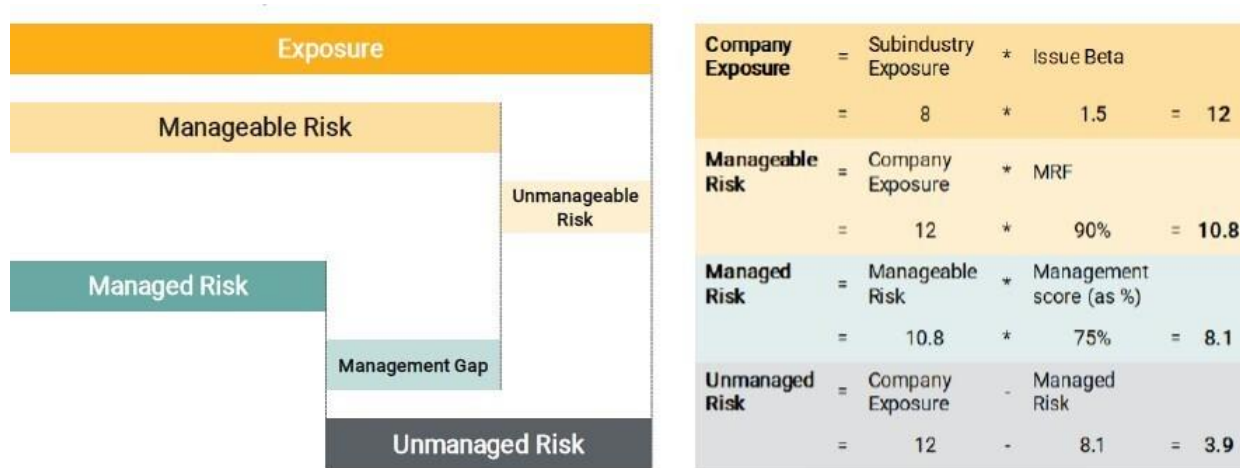 Exposure
Manageable Risk
Unmanageable
Risk
Managed Risk
Management Gap
Unmanaged Risk
Company
Exposure = Subindustry
Exposure * Issue Beta
= 8 * 1.5 = 12
Manageable
Risk = Company
Exposure * MRF
= 12 * 90% = 10.8
Managed
Risk = Manageable
Risk * Management
score (as %)
= 10.8 * 75% = 8.1
Unmanaged
Risk = Company
Exposure - Managed
Risk
= 12 - 8.1 = 3.9